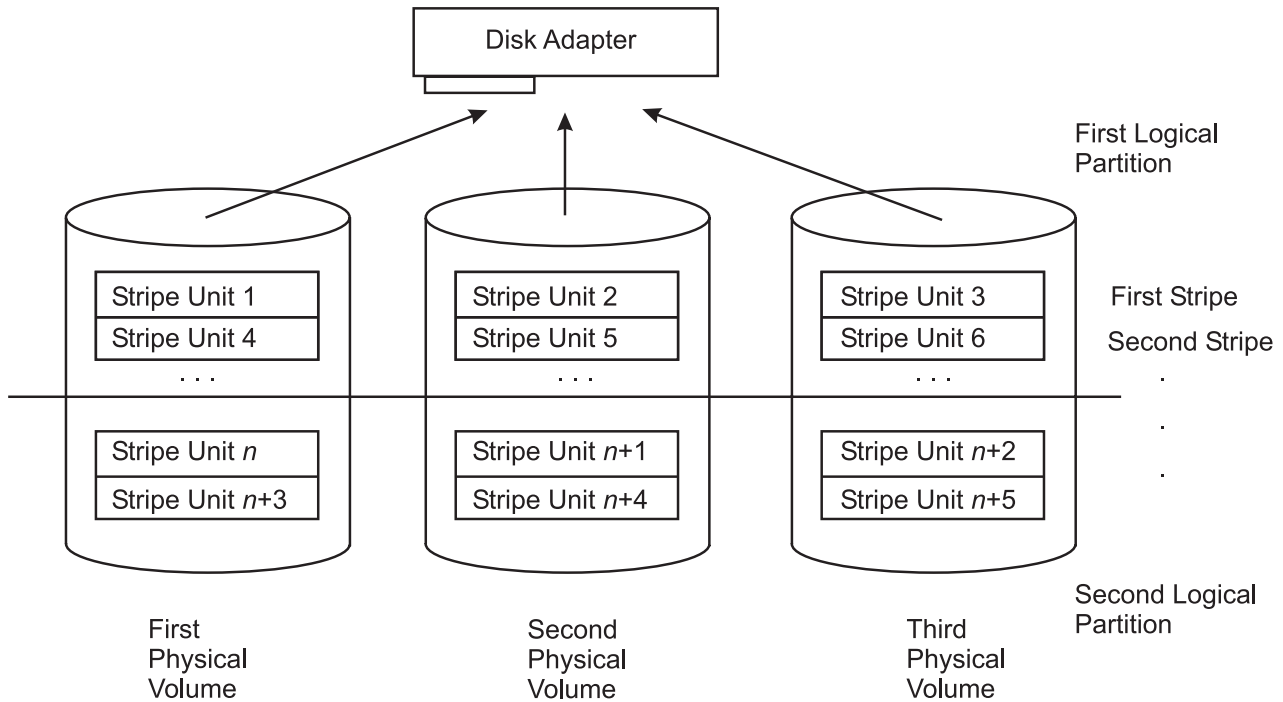 Disk Adapter
First Logical
Partition
Stripe Unit 1
Stripe Unit 2
Stripe Unit 3
First Stripe
Stripe Unit 4
Stripe Unit 5
Stripe Unit 6
Second Stripe
. . .
. . .
. . .
.
.
.
Stripe Unit n
Stripe Unit n+1
Stripe Unit n+2
Stripe Unit n+3
Stripe Unit n+4
Stripe Unit n+5
Second Logical
Partition
First
Physical
Volume
Second
Physical
Volume
Third
Physical
Volume